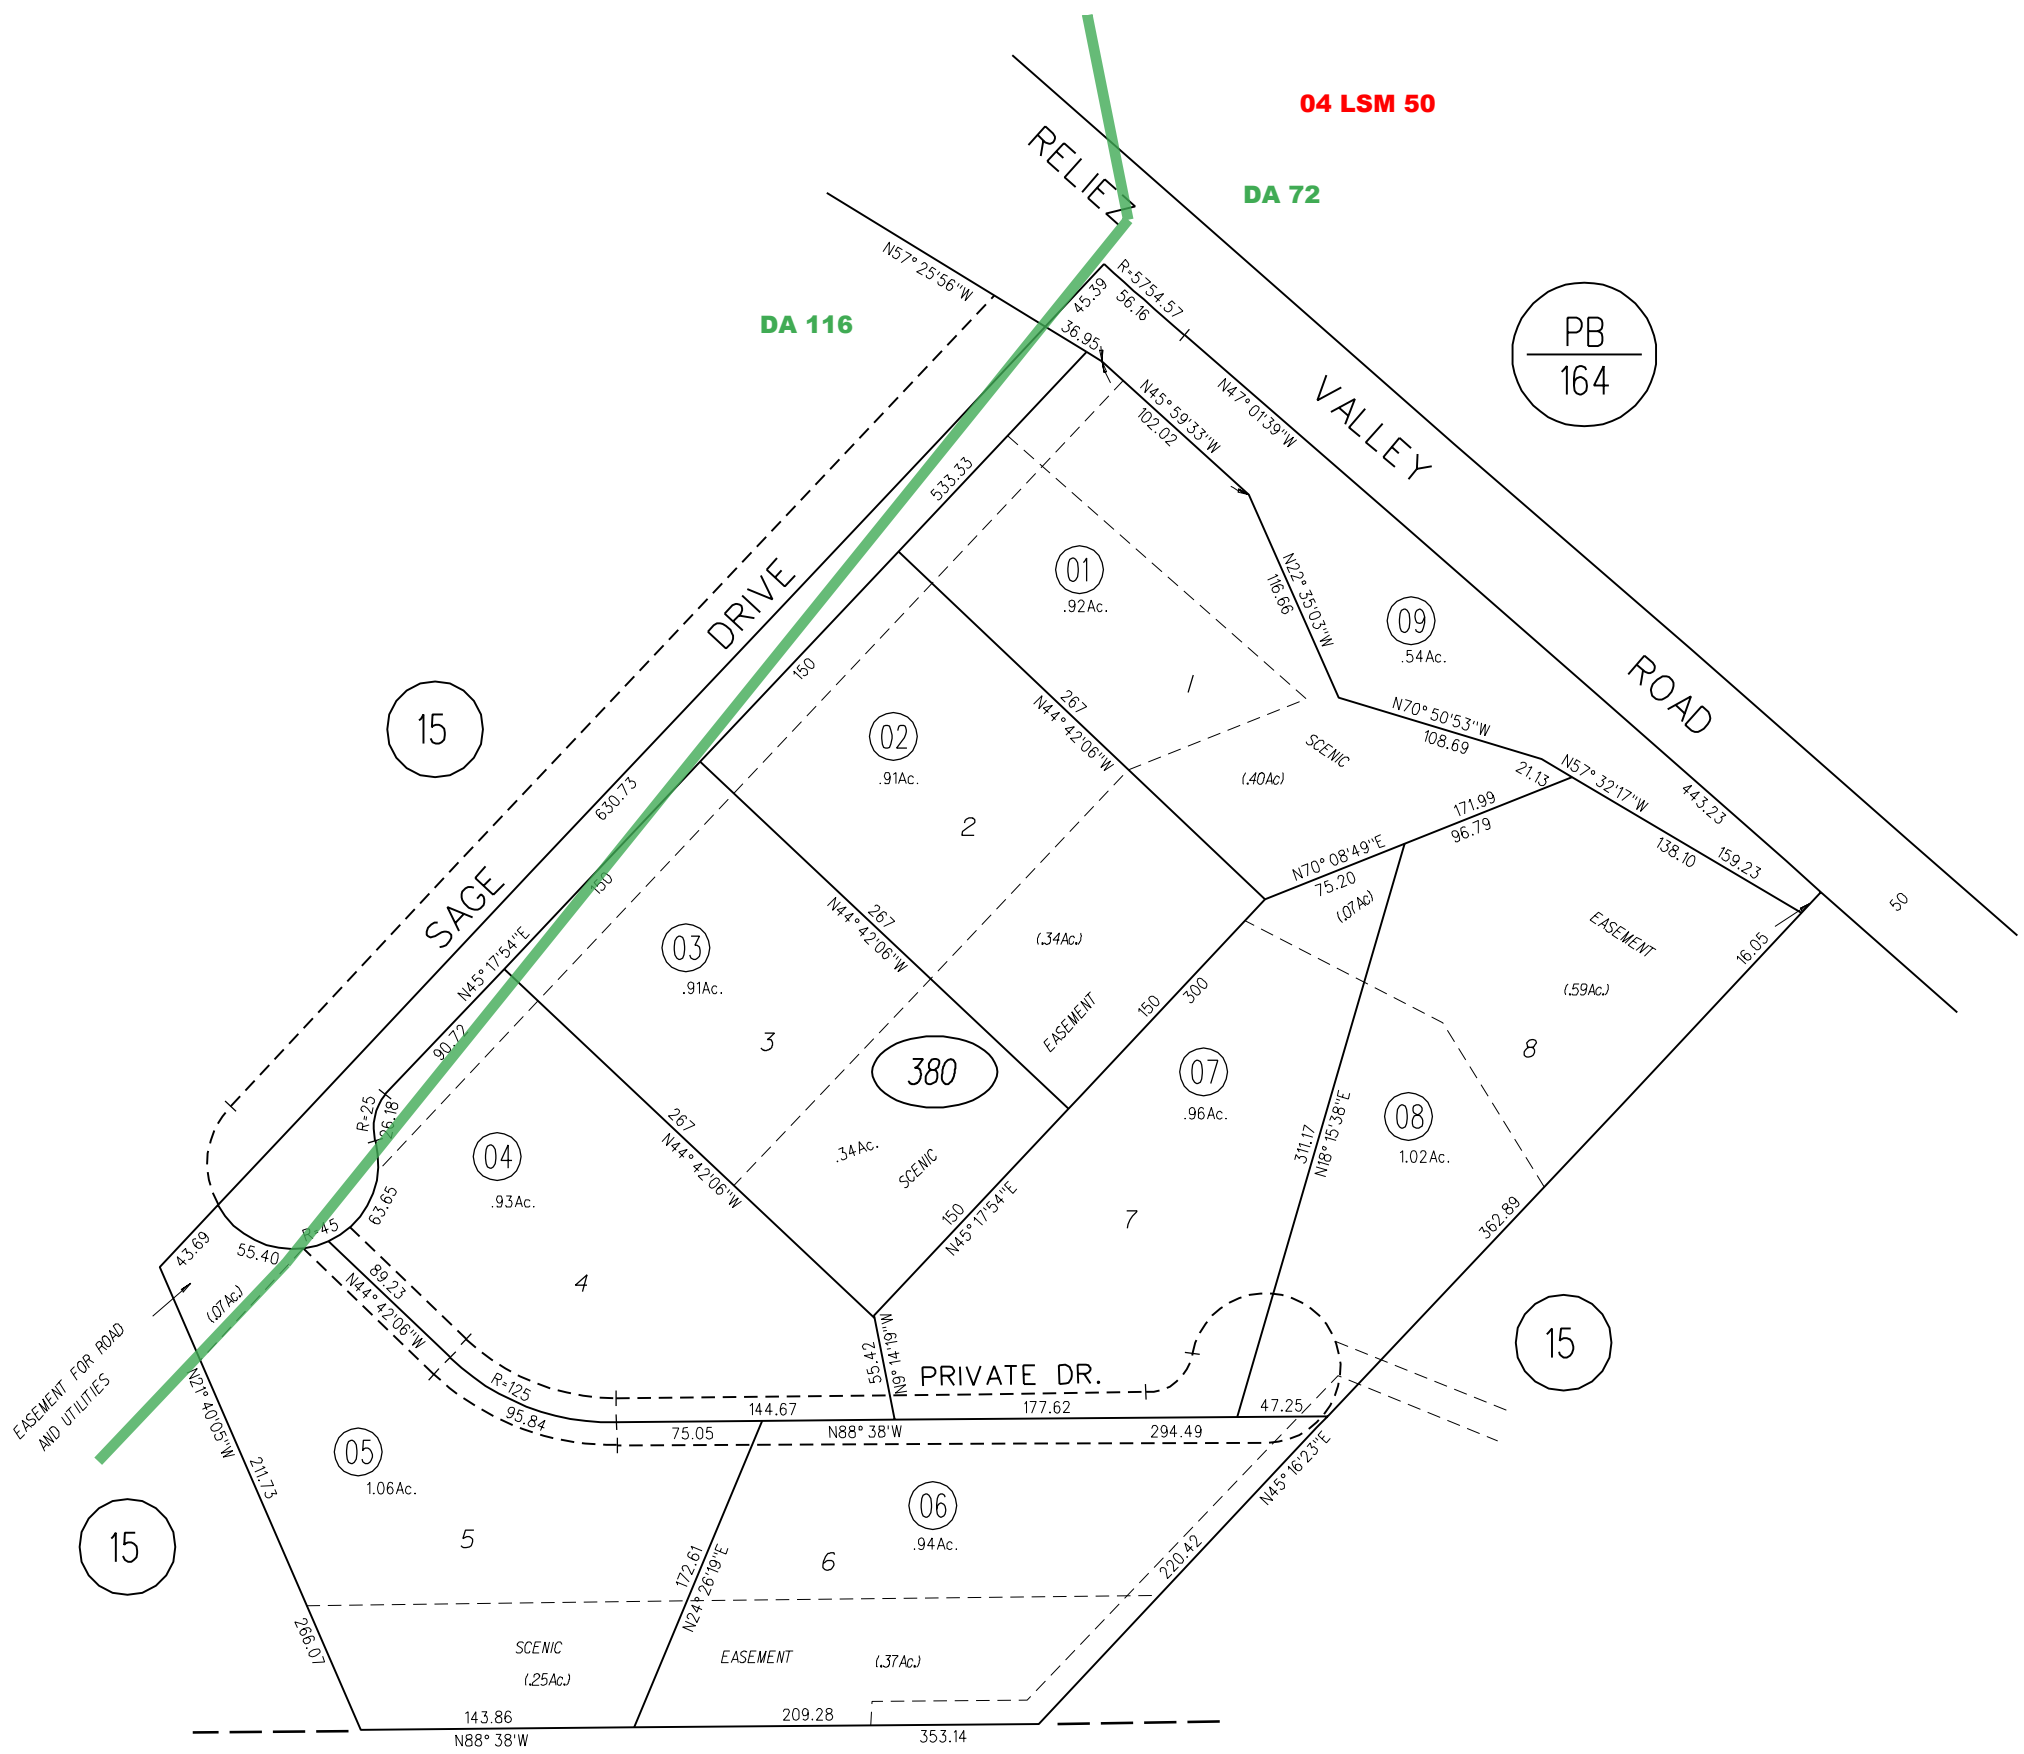 04 LSM 50
RELIEZ
DA 72
N57° 25'56"W
R=5754.57
45.39
56.16
DA 116
36.95
PB
164
N45° 59'33"W
102.02
N47° 01'39"W
VALLEY
533.33
01
.92Ac.
N22° 35'03"W
116.66
09
.54Ac.
DRIVE
150
1
ROAD
267
N44° 42'06"W
15
02
.91Ac.
SCENIC
(.40Ac)
N70° 50'53"W
108.69
21.13
N57° 32'17"W
443.23
630.73
2
171.99
96.79
138.10
159.23
N70° 08'49"E
75.20
(.07Ac)
150
SAGE
267
N44° 42'06"W
50
EASEMENT
(.34Ac.)
16.05
N45° 17'54"E
03
.91Ac.
(.59Ac.)
150
300
EASEMENT
90.72
3
380
8
07
.96Ac.
R=25
26.18
267
N44° 42'06"W
08
1.02Ac.
311.17
N18° 15'38"E
04
.93Ac.
.34Ac.
SCENIC
63.65
150
N45° 17'54"E
7
362.89
R=45
43.69
55.40
89.23
N44° 42'06"W
4
(.07Ac.)
EASEMENT FOR ROAD
AND UTILITIES
15
55.42
N9° 14'19"W
PRIVATE DR.
R=125
95.84
144.67
177.62
47.25
75.05
N88° 38'W
294.49
N21° 40'05"W
211.73
05
1.06Ac.
N45° 16'23"E
06
.94Ac.
15
5
6
172.61
N24° 26'19"E
220.42
266.07
SCENIC
(.25Ac.)
EASEMENT
(.37Ac.)
143.86
N88° 38'W
209.28
353.14